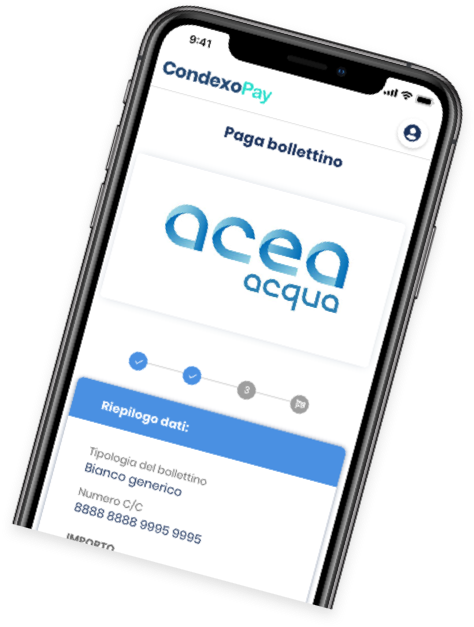 9:41
CondexoPay
Paga bollettino
acea
acqua
3
Riepilogo dati:
Tipologia del bollettino
Bianco generico
Numero C/C
8888 8888 9995 9995
IMPORTO